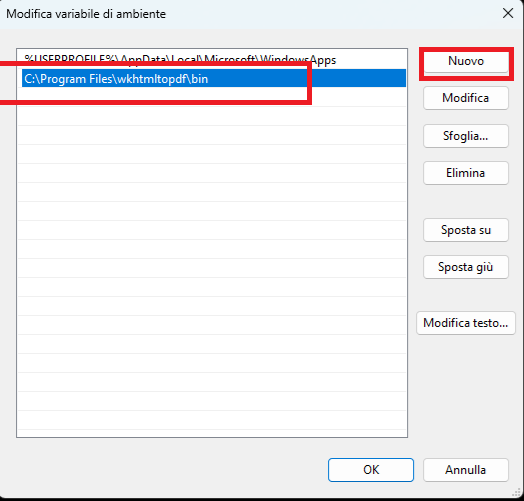 Modifica variabile di ambiente
%USERPROFILE%\AppData\Local\Microsoft\WindowsApps
C:\Program Files\wkhtmltopdf\bin
Nuovo
Modifica
Sfoglia...
Elimina
Sposta su
Sposta giù
Modifica testo...
OK
Annulla